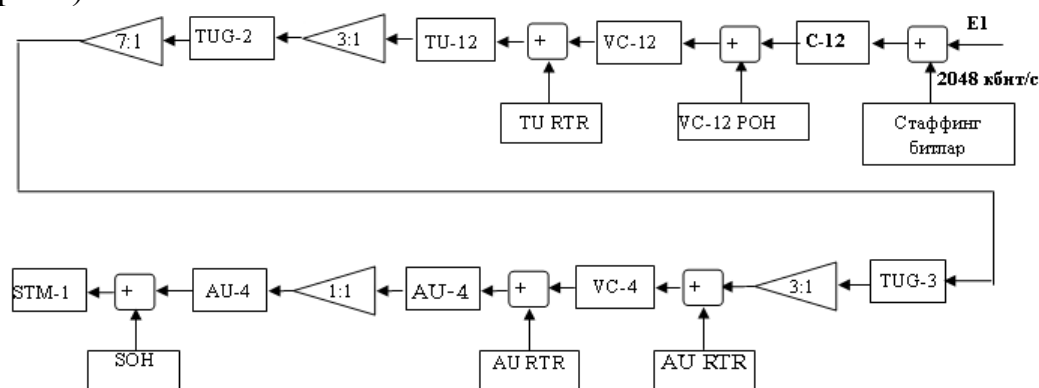 7:1
TUG-2
3:1
TU-12
+
VC-12
+
C-12
+
E1
2048 кбит/с
TU RTR
VC-12 POH
Стаффинг
битлар
STM-1
+
AU-4
1:1
AU-4
+
VC-4
+
3:1
TUG-3
SOH
AU RTR
AU RTR